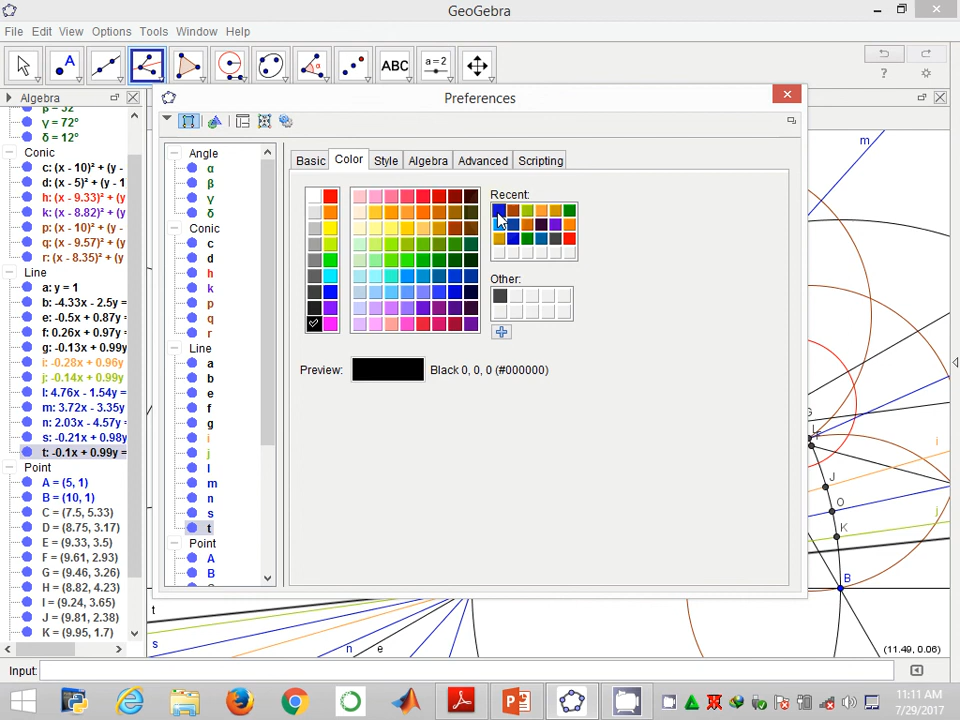 GeoGebra
File Edit View Options Tools Window Help
ABC
a = 2
?
Algebra
Preferences
γ = 72°
δ = 12°
Conic
c: (x - 10)² + (y -
d: (x - 5)² + (y - 1
h: (x - 9.33)² + (y
k: (x - 8.82)² + (y
p: (x - 10)² + (y -
q: (x - 9.57)² + (y
r: (x - 8.35)² + (y
Line
a: y = 1
b: -4.33x - 2.5y =
e: -0.5x + 0.87y
f: 0.26x + 0.97y
g: -0.13x + 0.99y
i: -0.28x + 0.96y
j: -0.14x + 0.99y
l: 4.76x - 1.54y =
m: 3.72x - 3.35y
n: 2.03x - 4.57y
s: -0.21x + 0.98y
t: -0.1x + 0.99y =
Point
A = (5, 1)
B = (10, 1)
C = (7.5, 5.33)
D = (8.75, 3.17)
E = (9.33, 3.5)
F = (9.61, 2.93)
G = (9.46, 3.26)
H = (8.82, 4.23)
I = (9.24, 3.65)
J = (9.81, 2.38)
K = (9.95, 1.7)
Angle
α
β
γ
δ
Conic
c
d
h
k
p
q
r
Line
a
b
e
f
g
i
j
l
m
n
s
t
Point
A
B
Basic Color Style Algebra Advanced Scripting
Recent:
Other:
Preview: Black 0, 0, 0 (#000000)
m
G
L
i
J
O
j
K
B
t
s
n e
(11.49, 0.06)
Input:
11:11 AM
7/29/2017